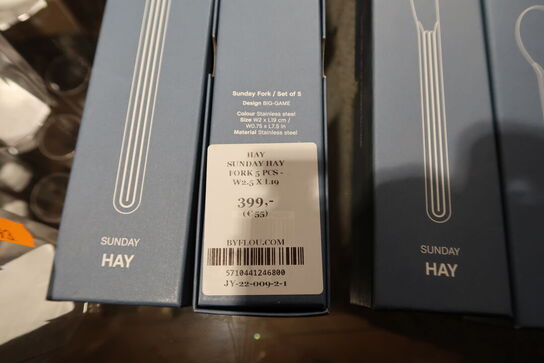 SUNDAY
HAY
Sunday Fork / Set of 5
Design BIG-GAME
Colour Stainless steel
Size W2 x L19 cm /
W0.75 x L7.5 in
Material Stainless steel
HAY
SUNDAY HAY
FORK 5 PCS -
W2.5 X L19
399,-
(€ 55)
BYFLOU.COM
5710441246800
JY-22-009-2-1
SUNDAY
HAY